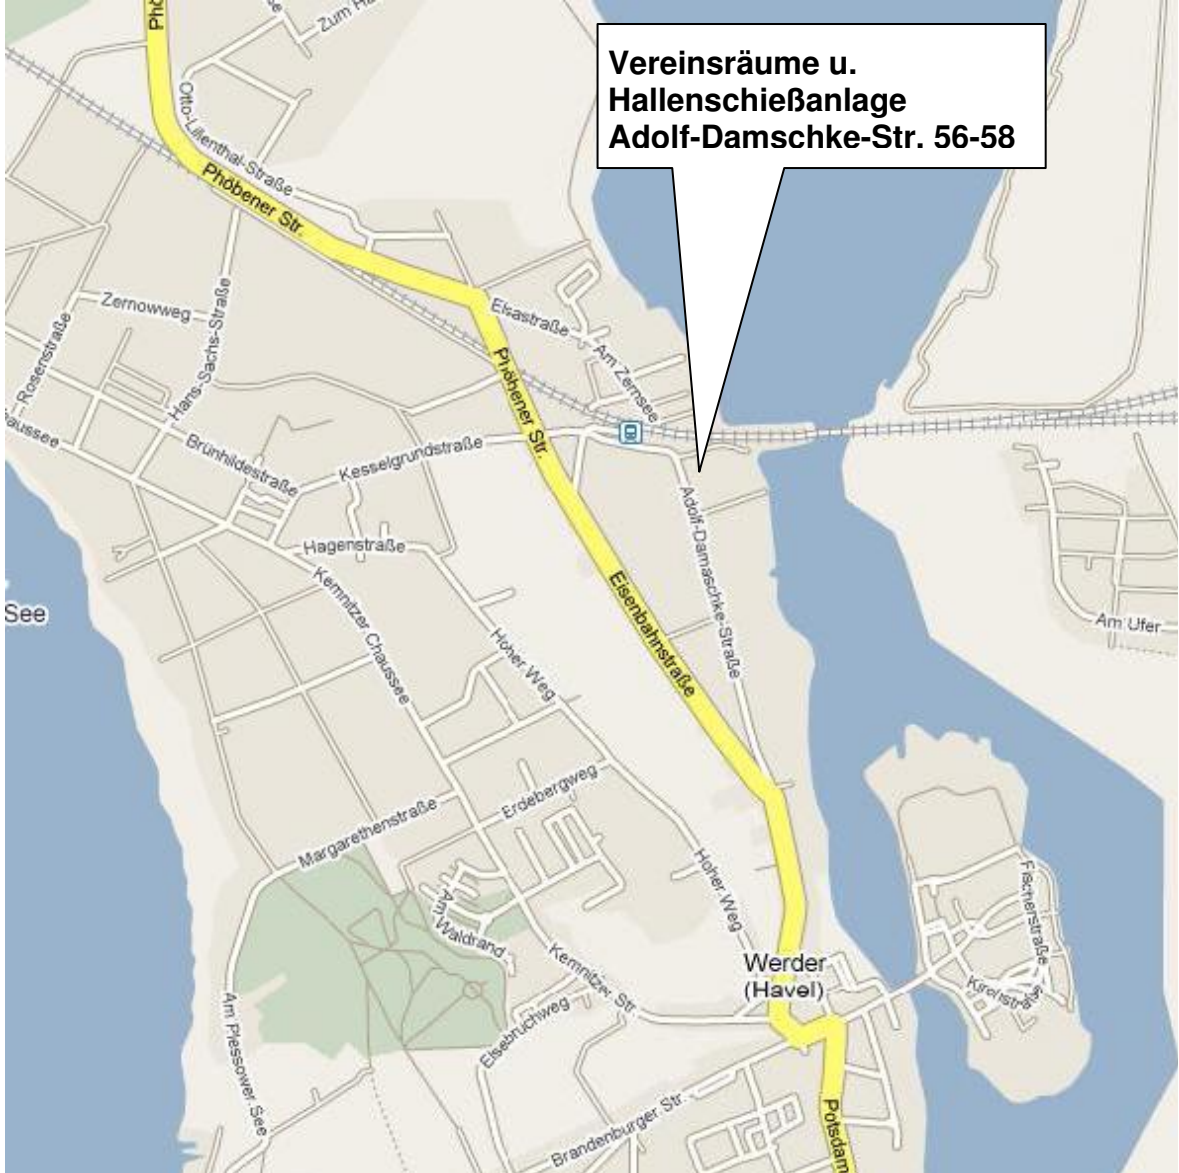 Vereinsräume u.
Hallenschießanlage
Adolf-Damschke-Str. 56-58
Phö
Zum Ha
Otto-Lilienthal-Straße
Phöbener Str.
Zernowweg
Elsastraße
Hans-Sachs-Straße
Rosenstraße
Am Zernsee
Phöbener Str.
aussee
Brünhildestraße
Kesselgrundstraße
Adolf-Damaschke-Straße
Hagenstraße
Kemnitzer Chaussee
Eisenbahnstraße
See
Am Ufer
Hoher Weg
Erdebergweg
Margarethenstraße
Hoher Weg
Fischerstraße
Am Waldrand
Kemnitzer Str.
Werder
(Havel)
Kirchstraße
Am Plessower See
Elsebruchweg
Brandenburger Str.
Potsdam